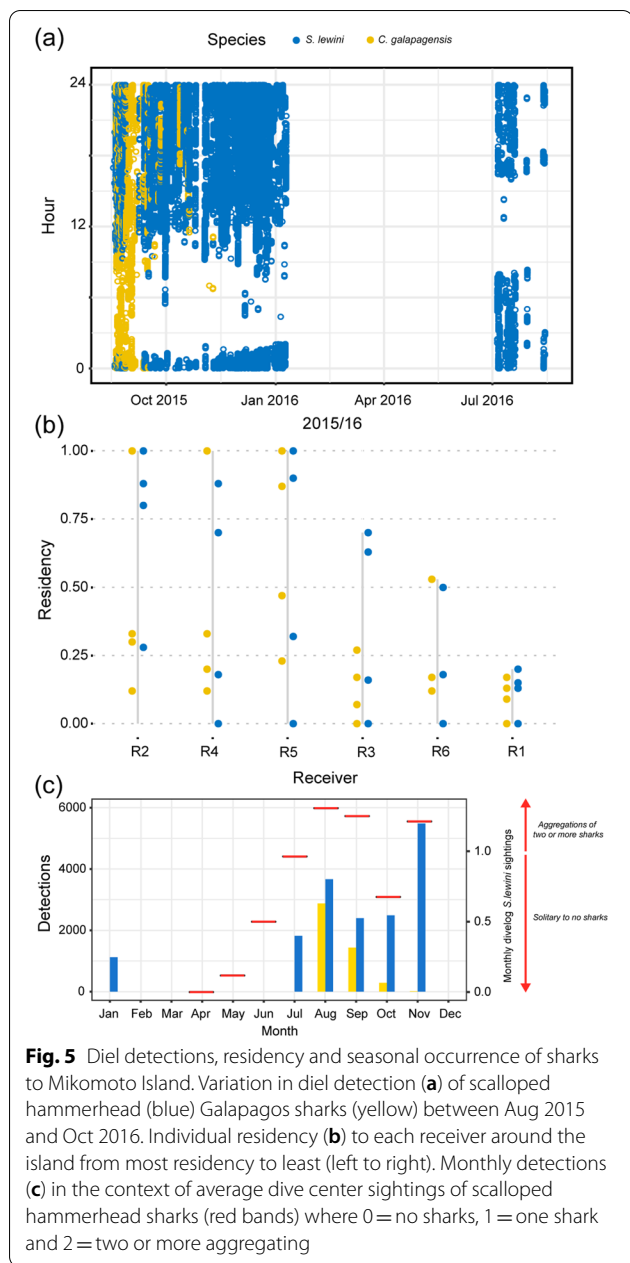 (a)
Species
S. lewini
C. galapagensis
24
12
0
Hour
Oct 2015
Jan 2016
Apr 2016
Jul 2016
2015/16
(b)
1.00
0.75
0.50
0.25
0.00
Residency
R2
R4
R5
R3
R6
R1
Receiver
(c)
6000
4000
2000
0
Detections
1.0
0.5
0.0
Monthly divelog S.lewini sightings
Aggregations of
two or more sharks
Solitary to no sharks
Jan
Feb
Mar
Apr
May
Jun
Jul
Aug
Sep
Oct
Nov
Dec
Month
Fig. 5 Diel detections, residency and seasonal occurrence of sharks
to Mikomoto Island. Variation in diel detection (a) of scalloped
hammerhead (blue) Galapagos sharks (yellow) between Aug 2015
and Oct 2016. Individual residency (b) to each receiver around the
island from most residency to least (left to right). Monthly detections
(c) in the context of average dive center sightings of scalloped
hammerhead sharks (red bands) where 0 = no sharks, 1 = one shark
and 2 = two or more aggregating